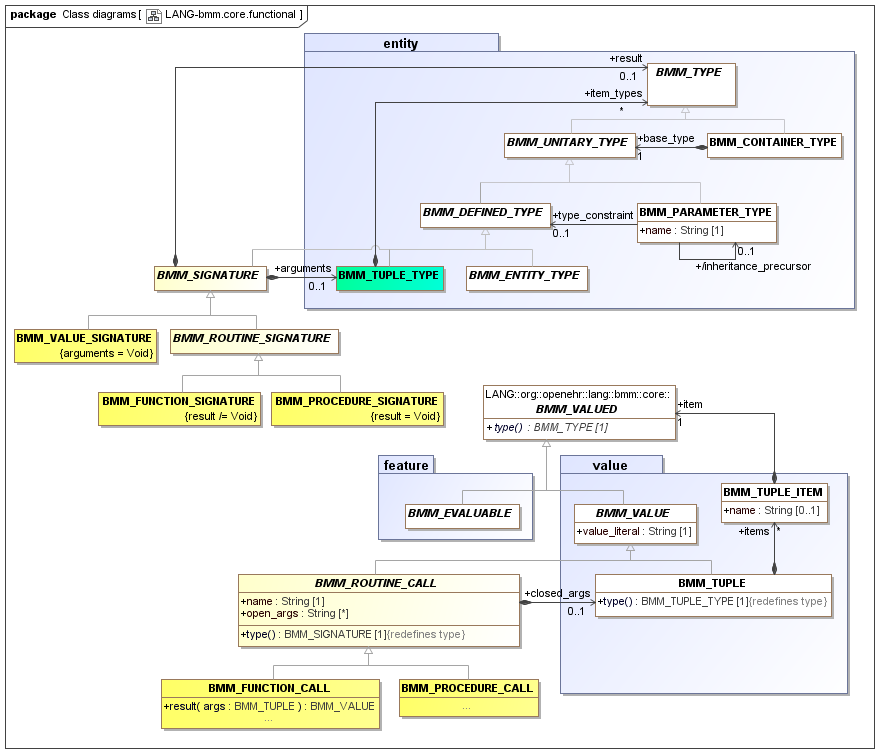 package Class diagrams [ LANG-bmm.core.functional ]
entity
+result
0..1
BMM_TYPE
+item_types
*
BMM_UNITARY_TYPE
+base_type
1
BMM_CONTAINER_TYPE
BMM_DEFINED_TYPE
+type_constraint
0..1
BMM_PARAMETER_TYPE
+name : String [1]
0..1
+/inheritance_precursor
BMM_SIGNATURE
+arguments
0..1
BMM_TUPLE_TYPE
BMM_ENTITY_TYPE
BMM_VALUE_SIGNATURE
{arguments = Void}
BMM_ROUTINE_SIGNATURE
BMM_FUNCTION_SIGNATURE
{result /= Void}
BMM_PROCEDURE_SIGNATURE
{result = Void}
LANG::org::openehr::lang::bmm::core::
BMM_VALUED
+type() : BMM_TYPE [1]
+item
1
feature
BMM_EVALUABLE
value
BMM_VALUE
+value_literal : String [1]
BMM_TUPLE_ITEM
+name : String [0..1]
+items
*
BMM_ROUTINE_CALL
+name : String [1]
+open_args : String [*]
+type() : BMM_SIGNATURE [1]{redefines type}
+closed_args
0..1
BMM_TUPLE
+type() : BMM_TUPLE_TYPE [1]{redefines type}
BMM_FUNCTION_CALL
+result( args : BMM_TUPLE ) : BMM_VALUE
...
BMM_PROCEDURE_CALL
...